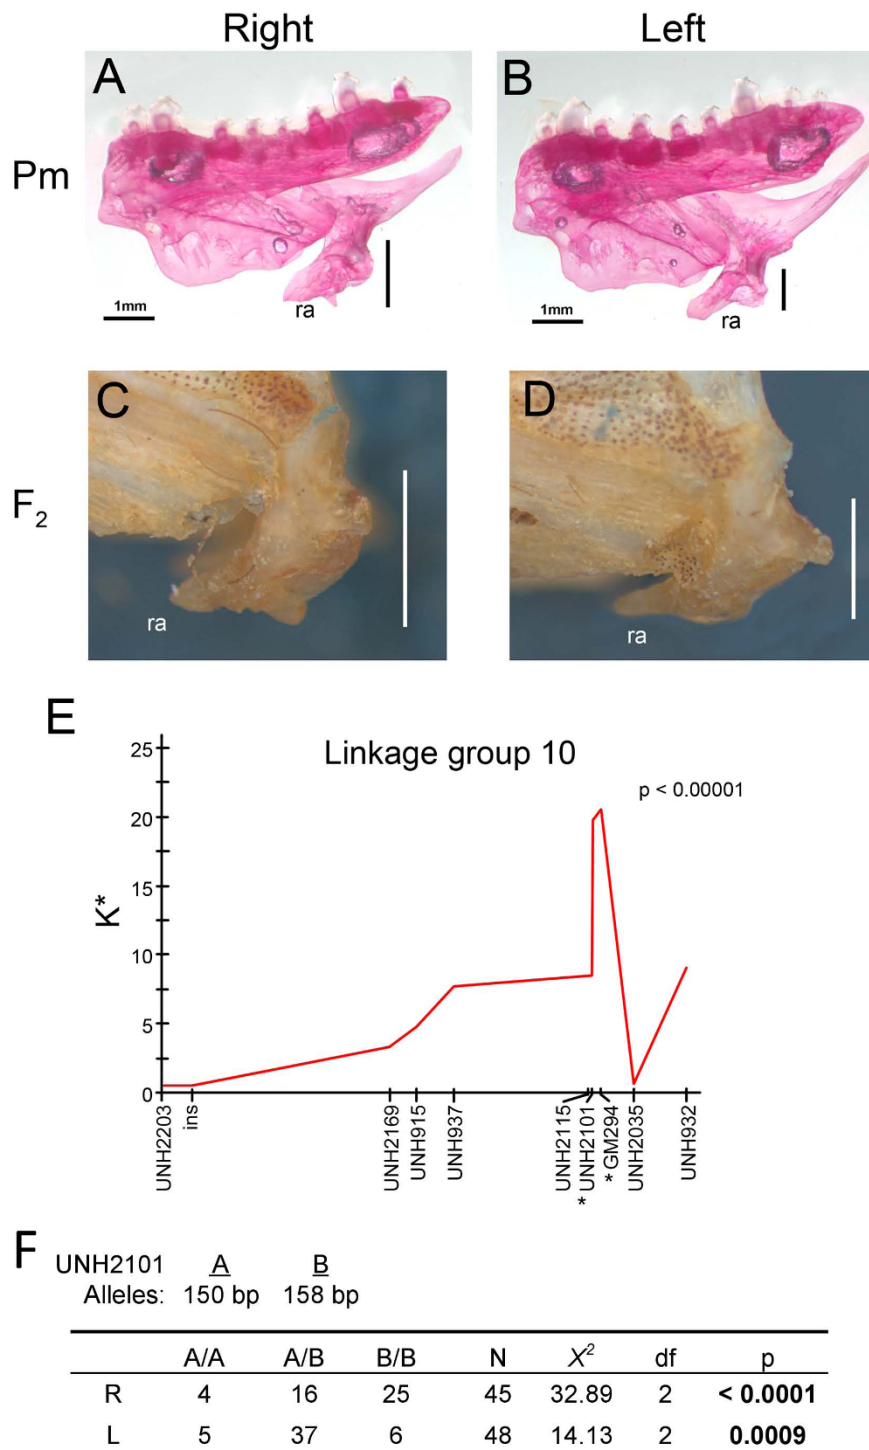 Right Left
A B
Pm
1mm 1mm
ra ra
C D
F2
ra ra
E
Linkage group 10
p < 0.00001
25
20
15
10
5
0
K*
UNH2203
ins
UNH2169
UNH915
UNH937
UNH2115
* UNH2101
* GM294
UNH2035
UNH932
F
UNH2101 A B
Alleles: 150 bp 158 bp
A/A A/B B/B N X² df p
R 4 16 25 45 32.89 2 < 0.0001
L 5 37 6 48 14.13 2 0.0009